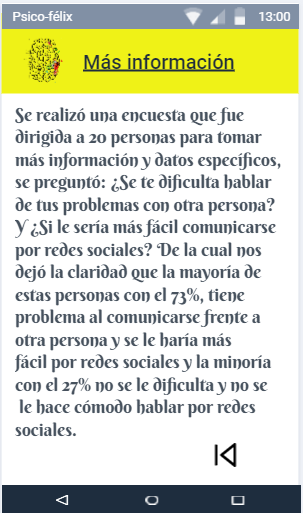 Psico-félix 13:00
Más información
Se realizó una encuesta que fue
dirigida a 20 personas para tomar
más información y datos específicos,
se preguntó: ¿Se te dificulta hablar
de tus problemas con otra persona?
Y ¿Si le sería más fácil comunicarse
por redes sociales? De la cual nos
dejó la claridad que la mayoría de
estas personas con el 73%, tiene
problema al comunicarse frente a
otra persona y se le haría más
fácil por redes sociales y la minoría
con el 27% no se le dificulta y no se
le hace cómodo hablar por redes
sociales.